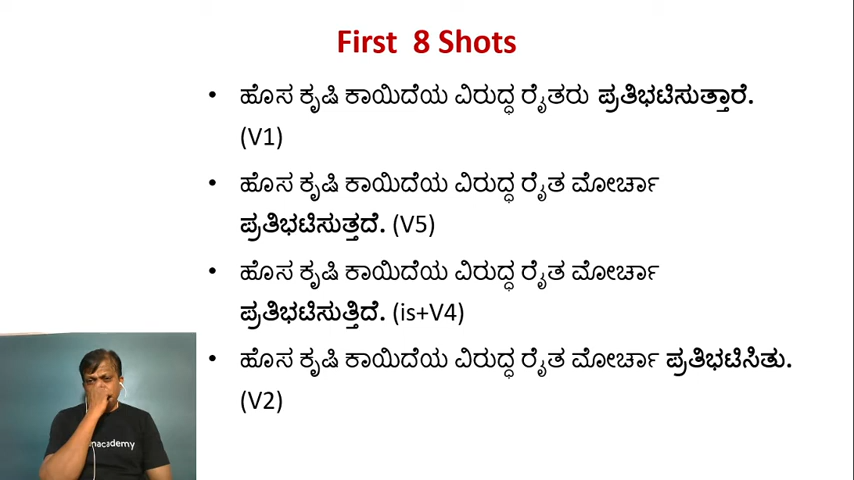 First 8 Shots
• ಹೊಸ ಕೃಷಿ ಕಾಯಿದೆಯ ವಿರುದ್ಧ ರೈತರು ಪ್ರತಿಭಟಿಸುತ್ತಾರೆ.
(V1)
• ಹೊಸ ಕೃಷಿ ಕಾಯಿದೆಯ ವಿರುದ್ಧ ರೈತ ಮೋರ್ಚಾ
ಪ್ರತಿಭಟಿಸುತ್ತದೆ. (V5)
• ಹೊಸ ಕೃಷಿ ಕಾಯಿದೆಯ ವಿರುದ್ಧ ರೈತ ಮೋರ್ಚಾ
ಪ್ರತಿಭಟಿಸುತ್ತಿದೆ. (is+V4)
• ಹೊಸ ಕೃಷಿ ಕಾಯಿದೆಯ ವಿರುದ್ಧ ರೈತ ಮೋರ್ಚಾ ಪ್ರತಿಭಟಿಸಿತು.
(V2)